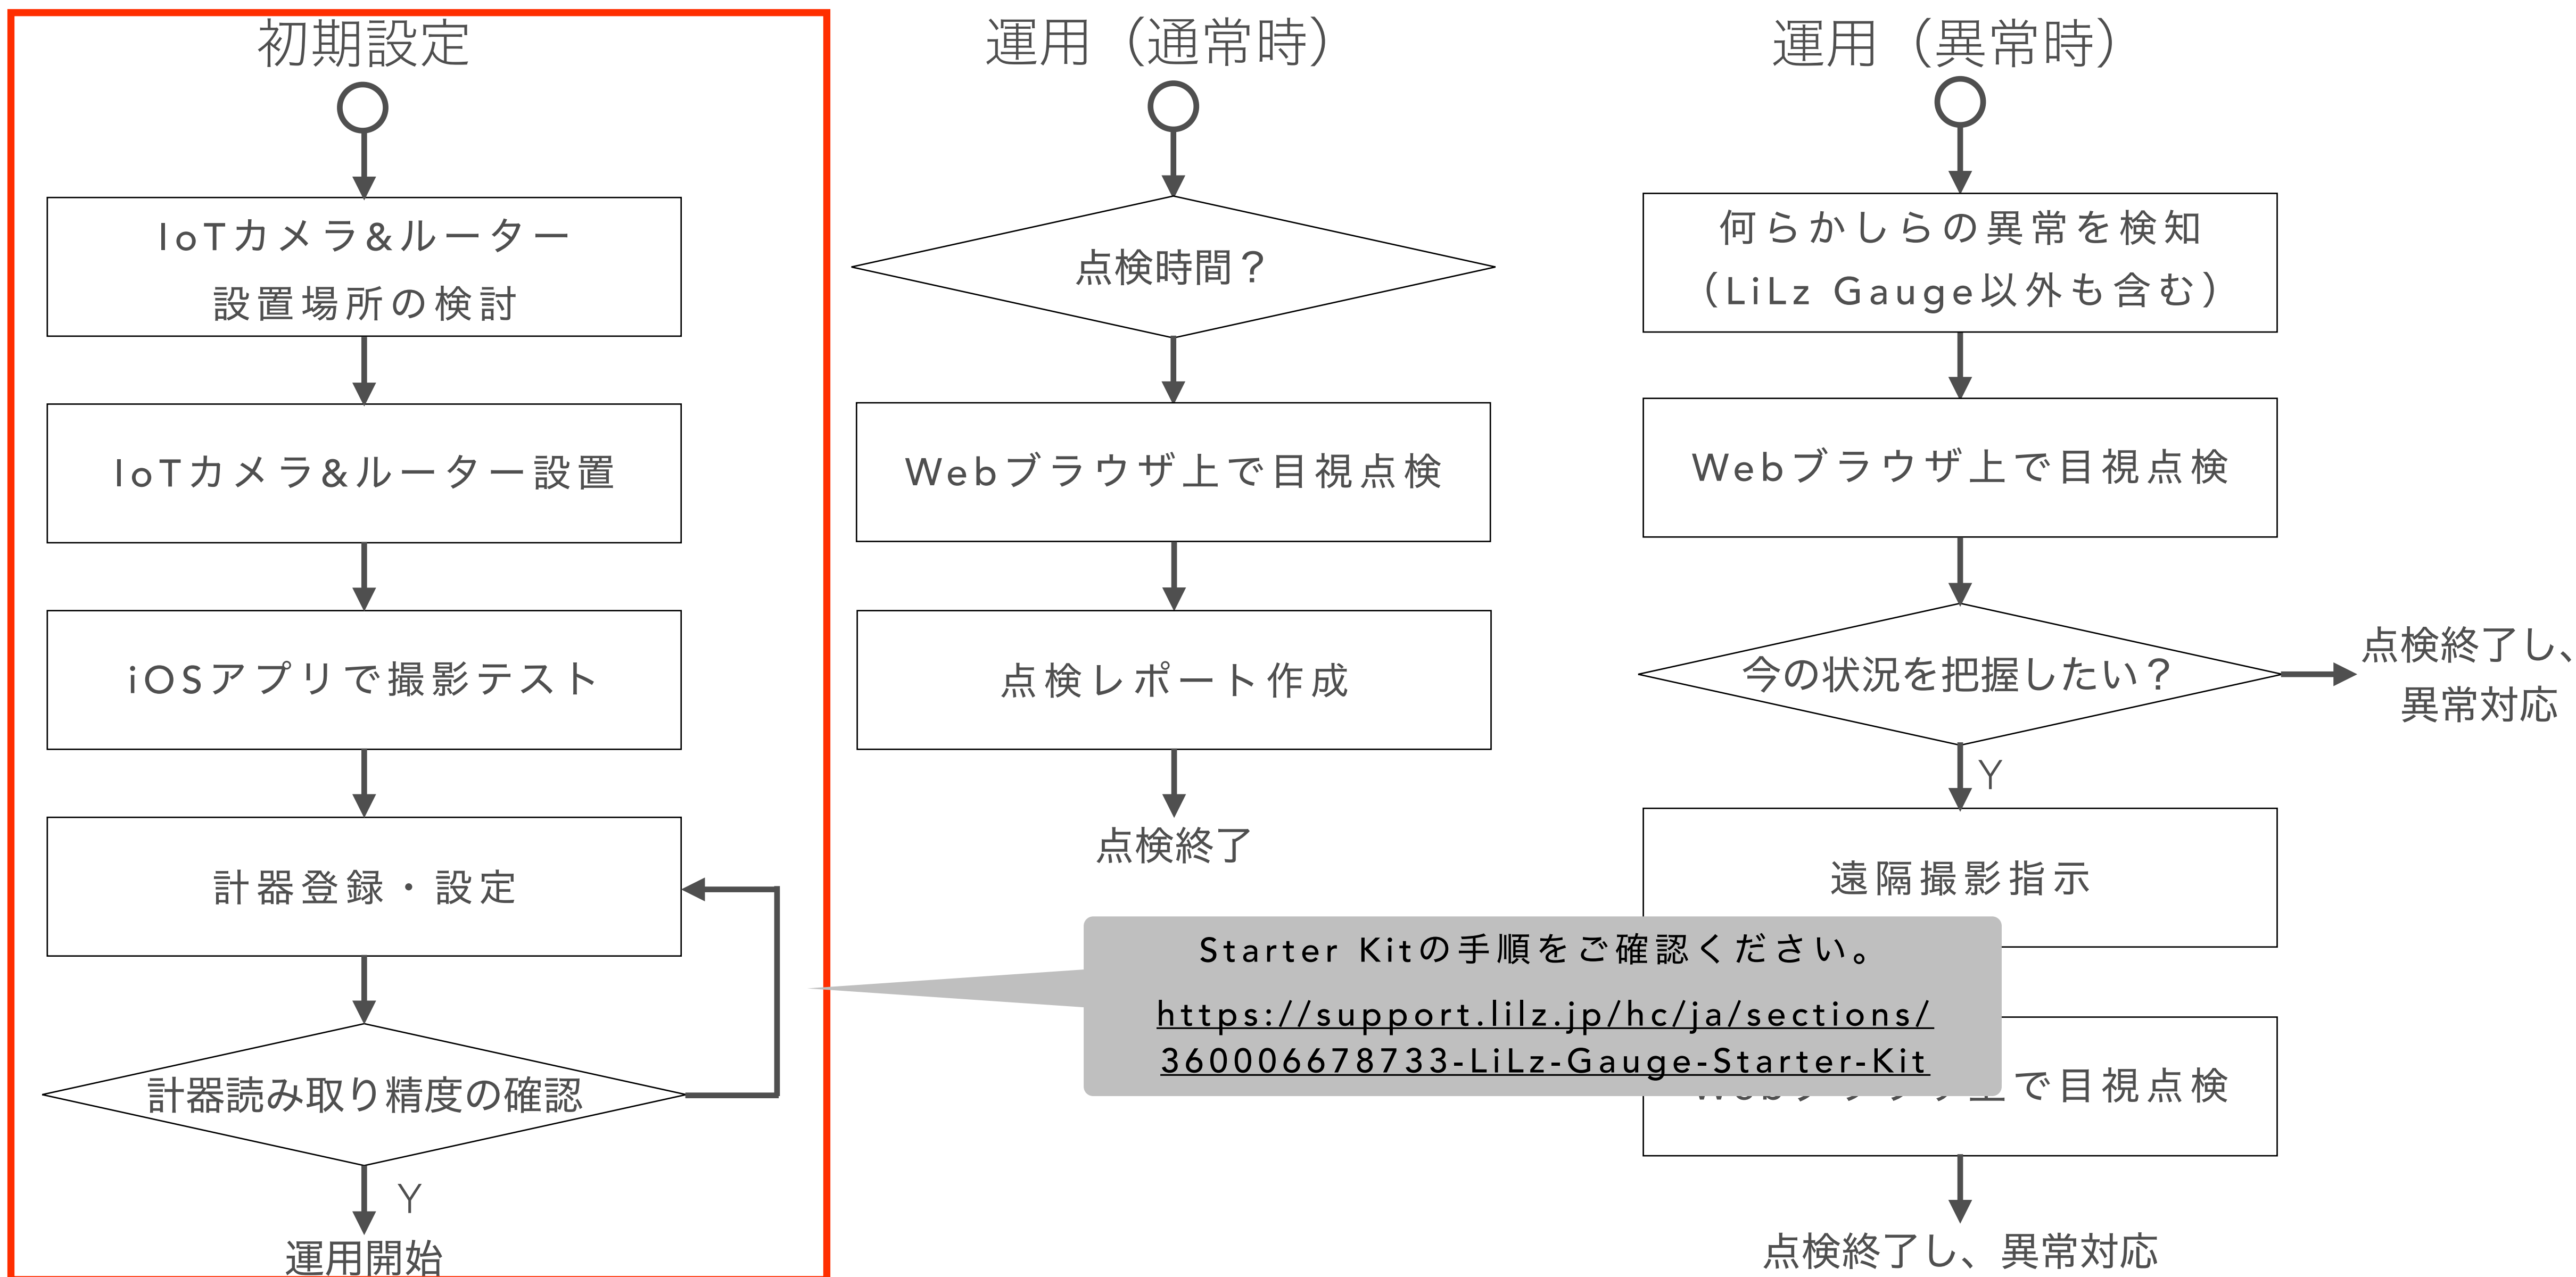 初期設定
IoTカメラ&ルーター
設置場所の検討
IoTカメラ&ルーター設置
iOSアプリで撮影テスト
計器登録・設定
計器読み取り精度の確認
Y
運用開始
運用（通常時）
点検時間？
Webブラウザ上で目視点検
点検レポート作成
点検終了
運用（異常時）
何らかしらの異常を検知
（LiLz Gauge以外も含む）
Webブラウザ上で目視点検
今の状況を把握したい？
点検終了し、
異常対応
Y
遠隔撮影指示
Starter Kitの手順をご確認ください。
https://support.lilz.jp/hc/ja/sections/
360006678733-LiLz-Gauge-Starter-Kit
Webブラウザ上で目視点検
点検終了し、異常対応